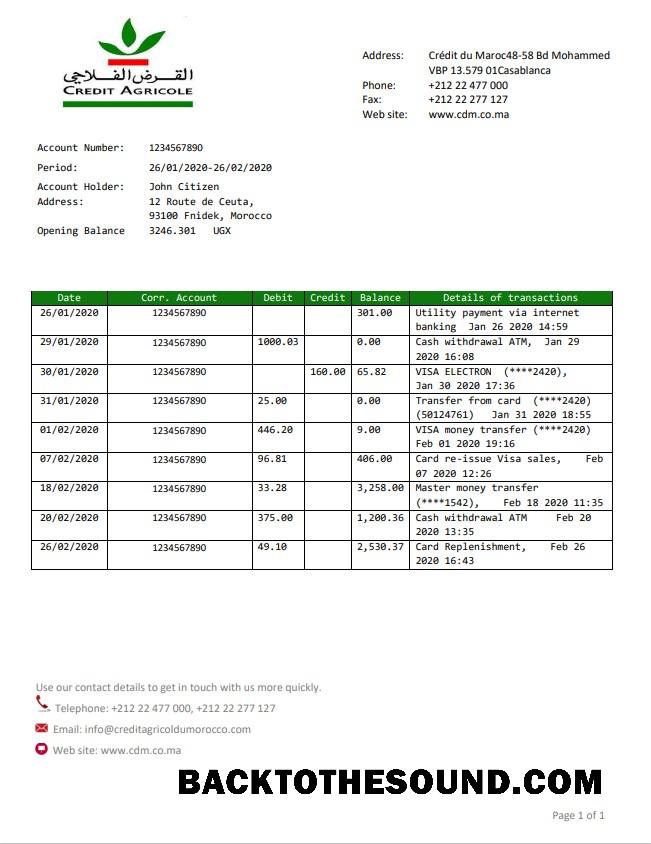 القرض الفلاحي
CREDIT AGRICOLE
Address: Crédit du Maroc48-58 Bd Mohammed
VBP 13.579 01Casablanca
Phone: +212 22 477 000
Fax: +212 22 277 127
Web site: www.cdm.co.ma
Account Number: 1234567890
Period: 26/01/2020-26/02/2020
Account Holder: John Citizen
Address: 12 Route de Ceuta,
93100 Fnidek, Morocco
Opening Balance 3246.301 UGX
Date Corr. Account Debit Credit Balance Details of transactions
26/01/2020 1234567890 301.00 Utility payment via internet
banking Jan 26 2020 14:59
29/01/2020 1234567890 1000.03 0.00 Cash withdrawal ATM, Jan 29
2020 16:08
30/01/2020 1234567890 160.00 65.82 VISA ELECTRON (****2420),
Jan 30 2020 17:36
31/01/2020 1234567890 25.00 0.00 Transfer from card (****2420)
(50124761) Jan 31 2020 18:55
01/02/2020 1234567890 446.20 9.00 VISA money transfer (****2420)
Feb 01 2020 19:16
07/02/2020 1234567890 96.81 406.00 Card re-issue Visa sales, Feb
07 2020 12:26
18/02/2020 1234567890 33.28 3,258.00 Master money transfer
(****1542), Feb 18 2020 11:35
20/02/2020 1234567890 375.00 1,200.36 Cash withdrawal ATM Feb 20
2020 13:35
26/02/2020 1234567890 49.10 2,530.37 Card Replenishment, Feb 26
2020 16:43
Use our contact details to get in touch with us more quickly.
Telephone: +212 22 477 000, +212 22 277 127
Email: info@creditagricoldumorocco.com
Web site: www.cdm.co.ma
BACKTOTHESOUND.COM
Page 1 of 1